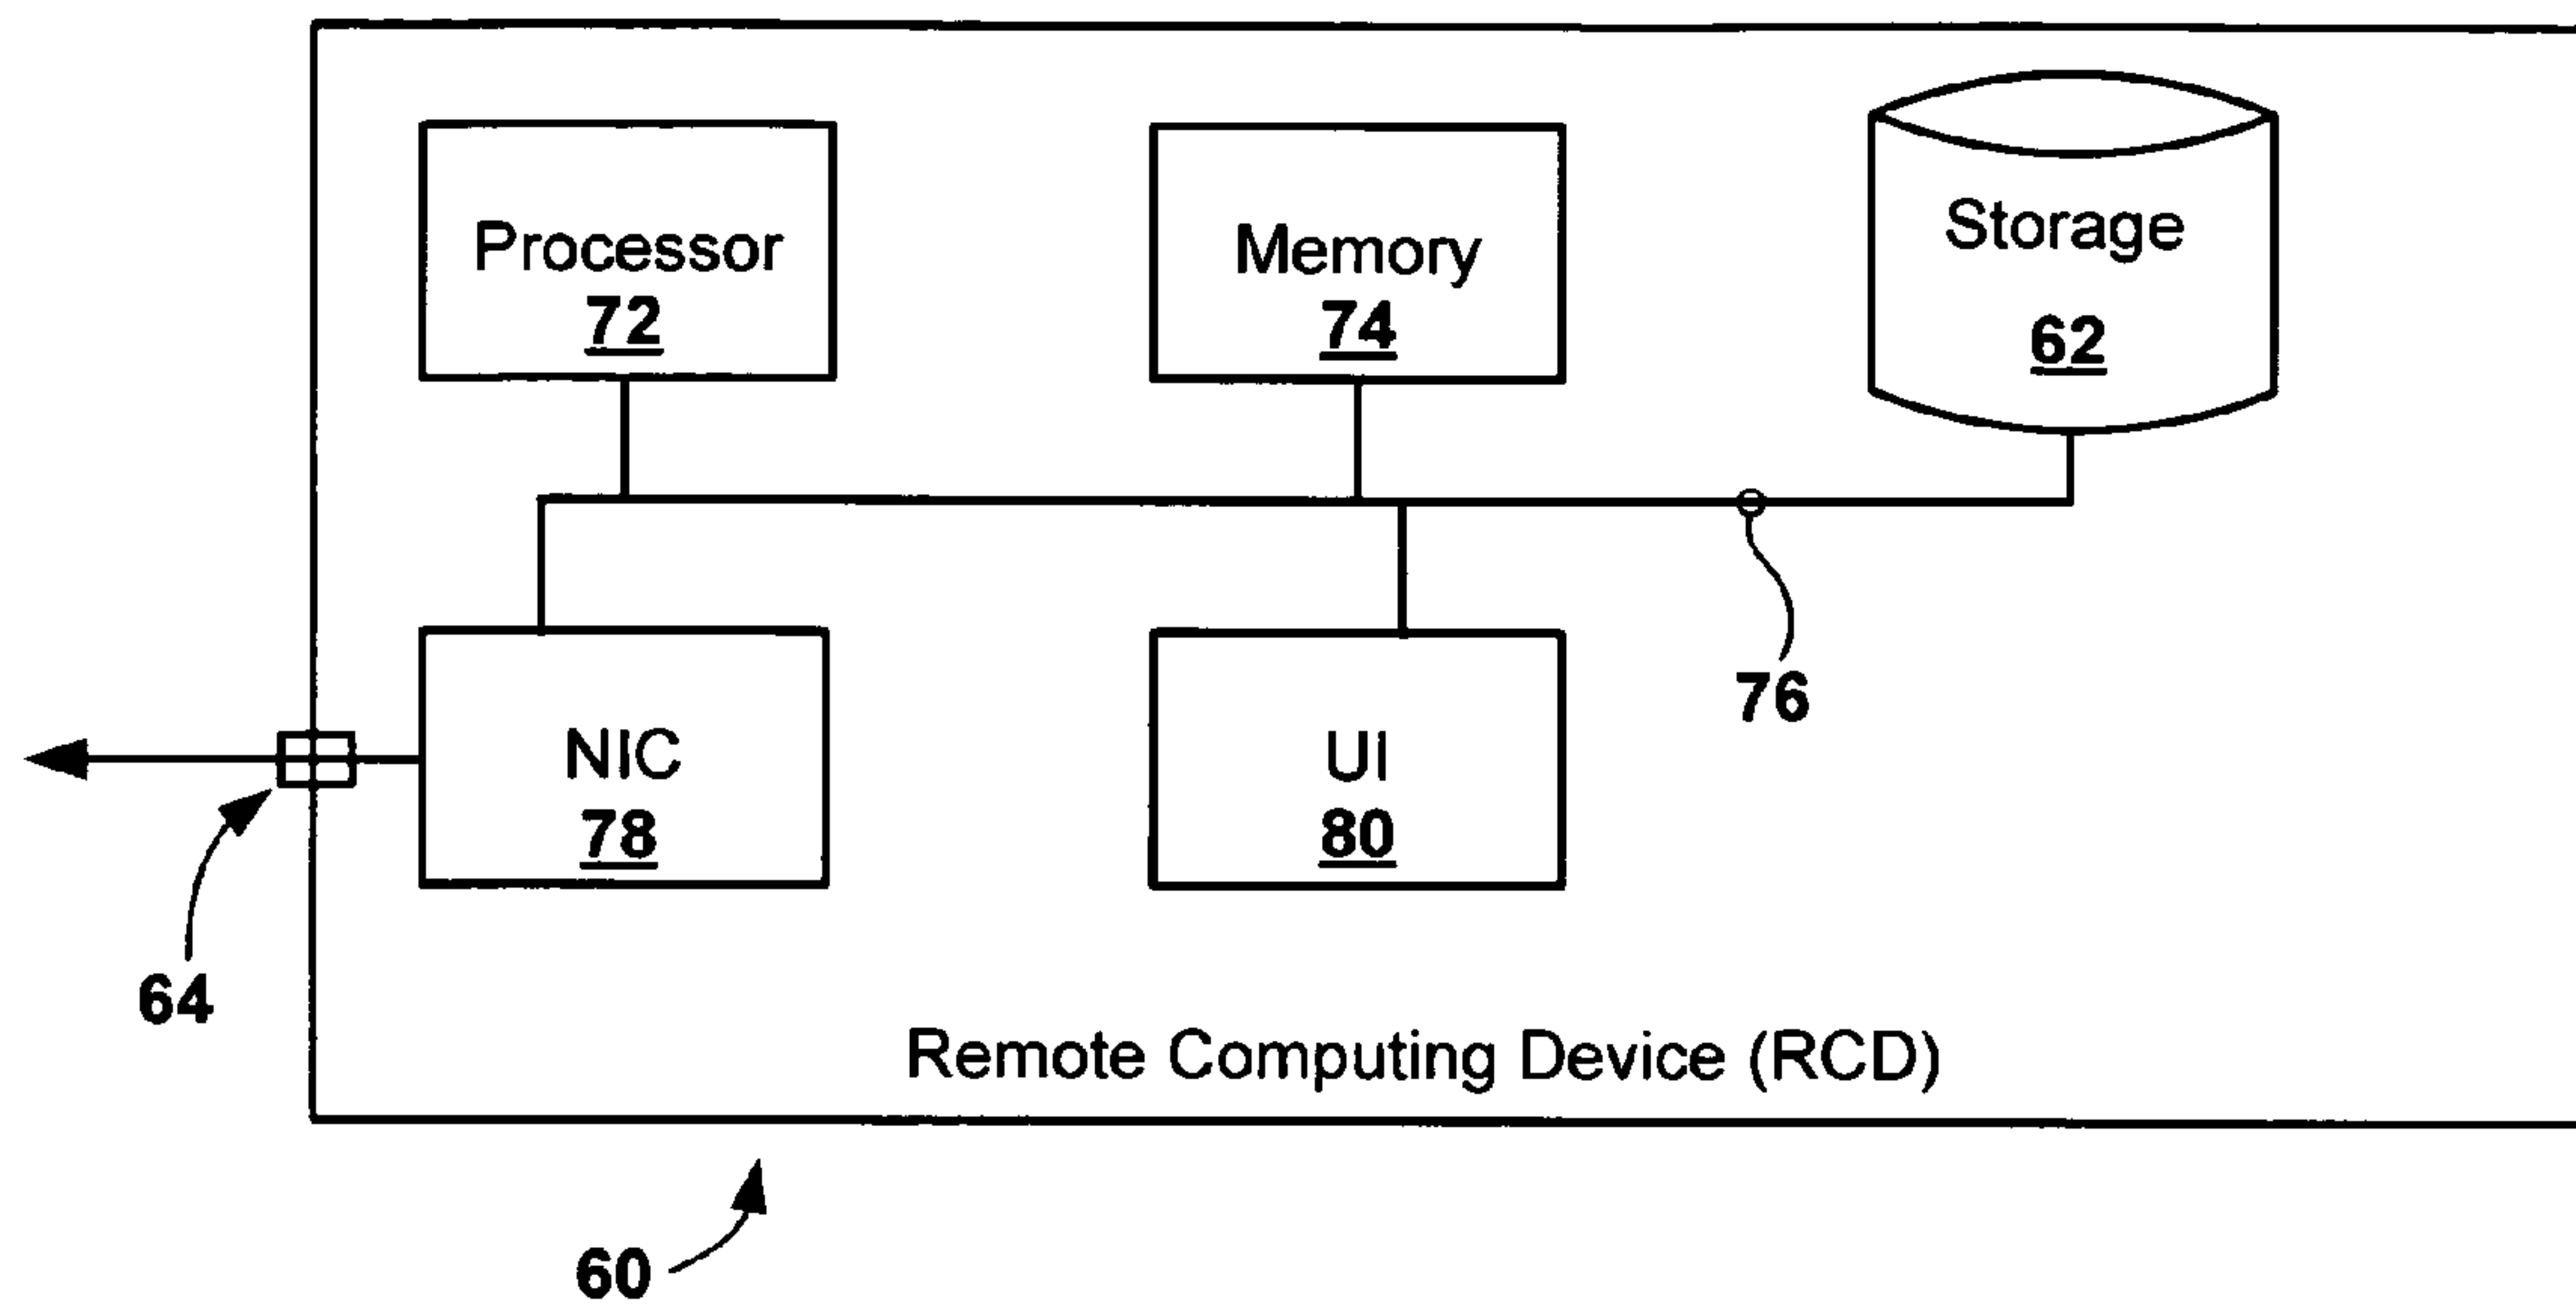 Processor
72
Memory
74
Storage
62
76
NIC
78
UI
80
64
Remote Computing Device (RCD)
60